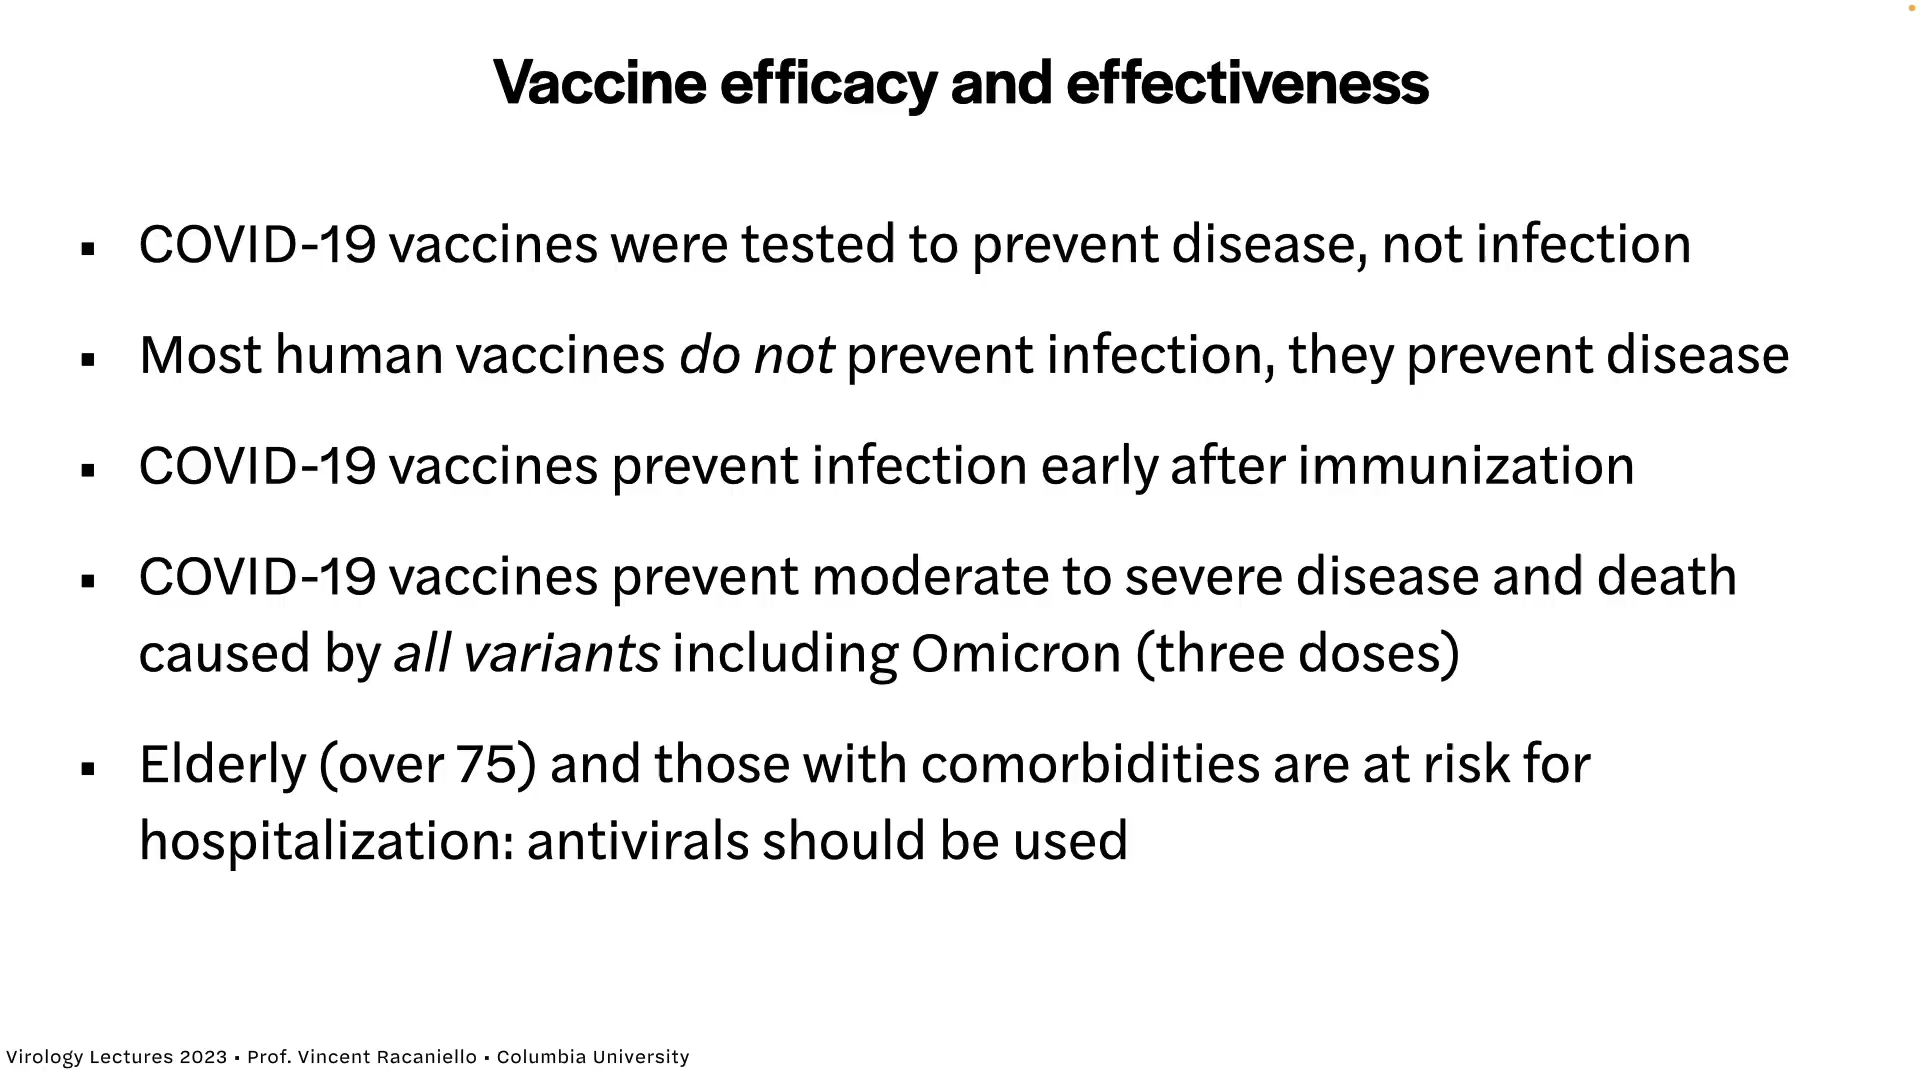 Vaccine efficacy and effectiveness
▪ COVID-19 vaccines were tested to prevent disease, not infection
▪ Most human vaccines do not prevent infection, they prevent disease
▪ COVID-19 vaccines prevent infection early after immunization
▪ COVID-19 vaccines prevent moderate to severe disease and death
caused by all variants including Omicron (three doses)
▪ Elderly (over 75) and those with comorbidities are at risk for
hospitalization: antivirals should be used
Virology Lectures 2023 ▪ Prof. Vincent Racaniello ▪ Columbia University